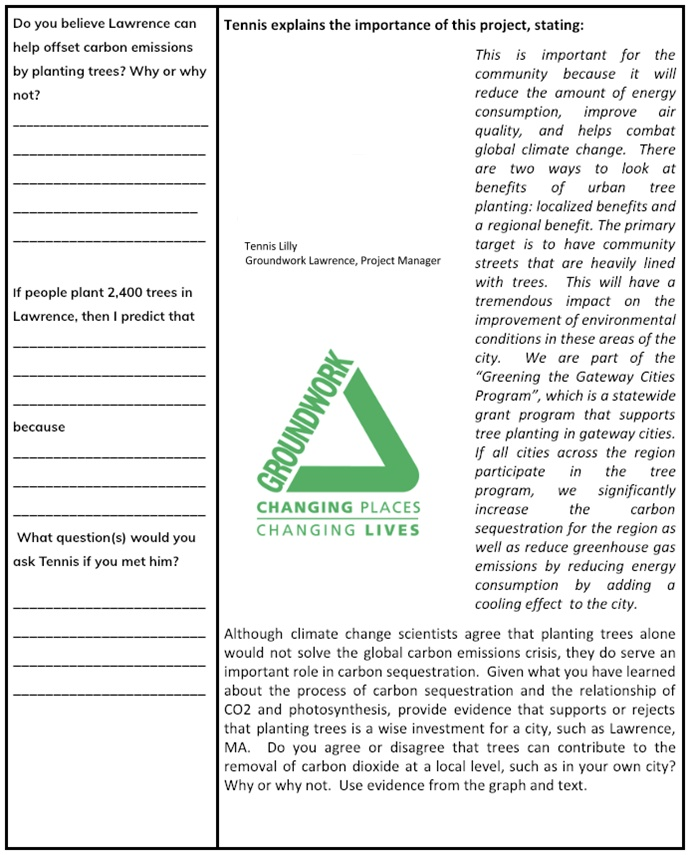 Do you believe Lawrence can
help offset carbon emissions
by planting trees? Why or why
not?
_____________________________
____________________________
____________________________
___________________________
____________________________
If people plant 2,400 trees in
Lawrence, then I predict that
____________________________
____________________________
____________________________
because
____________________________
____________________________
____________________________
What question(s) would you
ask Tennis if you met him?
____________________________
____________________________
____________________________
____________________________
Tennis explains the importance of this project, stating:
This is important for the
community because it will
reduce the amount of energy
consumption, improve air
quality, and helps combat
global climate change. There
are two ways to look at
benefits of urban tree
planting: localized benefits and
a regional benefit. The primary
target is to have community
streets that are heavily lined
with trees. This will have a
tremendous impact on the
improvement of environmental
conditions in these areas of the
city. We are part of the
“Greening the Gateway Cities
Program”, which is a statewide
grant program that supports
tree planting in gateway cities.
If all cities across the region
participate in the tree
program, we significantly
increase the carbon
sequestration for the region as
well as reduce greenhouse gas
emissions by reducing energy
consumption by adding a
cooling effect to the city.
Tennis Lilly
Groundwork Lawrence, Project Manager
GROUNDWORK
CHANGING PLACES
CHANGING LIVES
Although climate change scientists agree that planting trees alone
would not solve the global carbon emissions crisis, they do serve an
important role in carbon sequestration. Given what you have learned
about the process of carbon sequestration and the relationship of
CO2 and photosynthesis, provide evidence that supports or rejects
that planting trees is a wise investment for a city, such as Lawrence,
MA. Do you agree or disagree that trees can contribute to the
removal of carbon dioxide at a local level, such as in your own city?
Why or why not. Use evidence from the graph and text.